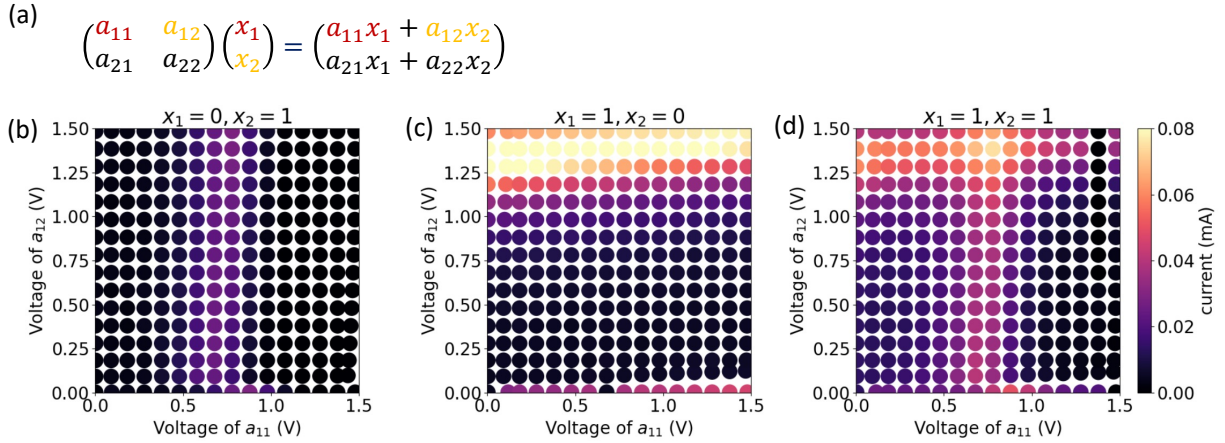 (a)
(a₁₁ a₁₂) (x₁) = (a₁₁x₁ + a₁₂x₂)
(a₂₁ a₂₂) (x₂) (a₂₁x₁ + a₂₂x₂)
(b)
x₁ = 0, x₂ = 1
Voltage of a₁₂ (V)
1.50
1.25
1.00
0.75
0.50
0.25
0.00
0.0 0.5 1.0 1.5
Voltage of a₁₁ (V)
(c)
x₁ = 1, x₂ = 0
Voltage of a₁₂ (V)
1.50
1.25
1.00
0.75
0.50
0.25
0.00
0.0 0.5 1.0 1.5
Voltage of a₁₁ (V)
(d)
x₁ = 1, x₂ = 1
Voltage of a₁₂ (V)
1.50
1.25
1.00
0.75
0.50
0.25
0.00
0.0 0.5 1.0 1.5
Voltage of a₁₁ (V)
0.08
0.06
0.04
0.02
0.00
current (mA)